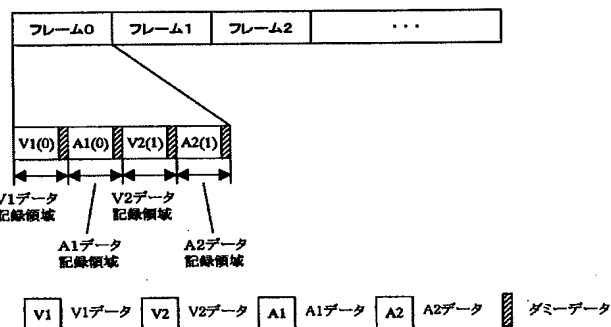 フレーム0 フレーム1 フレーム2 ・・・
V1(0) A1(0) V2(1) A2(1)
V1データ
記録領域
V2データ
記録領域
A1データ
記録領域
A2データ
記録領域
V1 V1データ V2 V2データ A1 A1データ A2 A2データ ダミーデータ